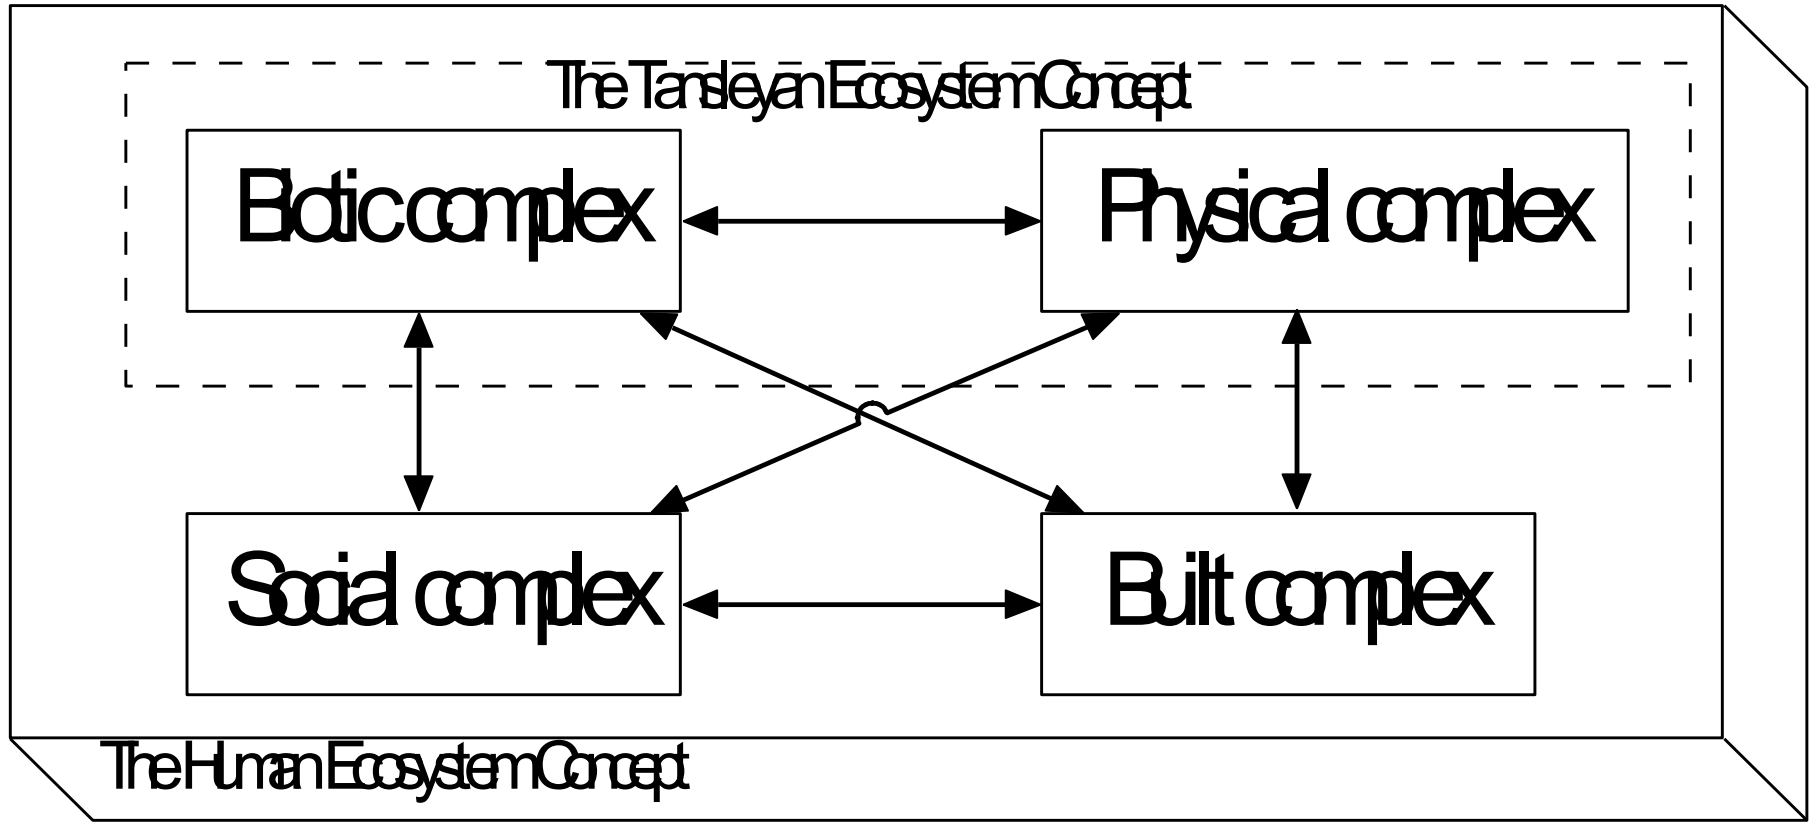 The Tansleyan Ecosystem Concept
Biotic complex
Physical complex
Social complex
Built complex
The Human Ecosystem Concept